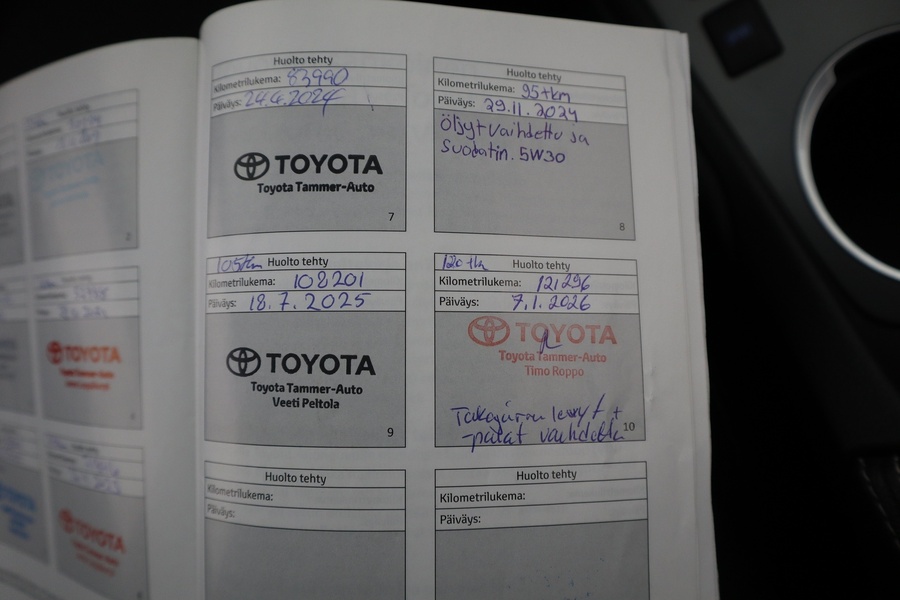 Huolto tehty
Kilometrilukema: 83990
Päiväys: 24.6.2024
TOYOTA
Toyota Tammer-Auto
7
Huolto tehty
Kilometrilukema: 95tkm
Päiväys: 29.11.2024
Öljyt vaihdettu ja
suodatin. 5W30
8
105tkm Huolto tehty
Kilometrilukema: 108201
Päiväys: 18.7.2025
TOYOTA
Toyota Tammer-Auto
Veeti Peltola
9
120tkm Huolto tehty
Kilometrilukema: 121296
Päiväys: 7.1.2026
TOYOTA
Toyota Tammer-Auto
Timo Roppo
Takajarru levyt +
-palat vaihdettu
10
Huolto tehty
Kilometrilukema:
Päiväys:
Huolto tehty
Kilometrilukema:
Päiväys:
TOYOTA
TOYOTA